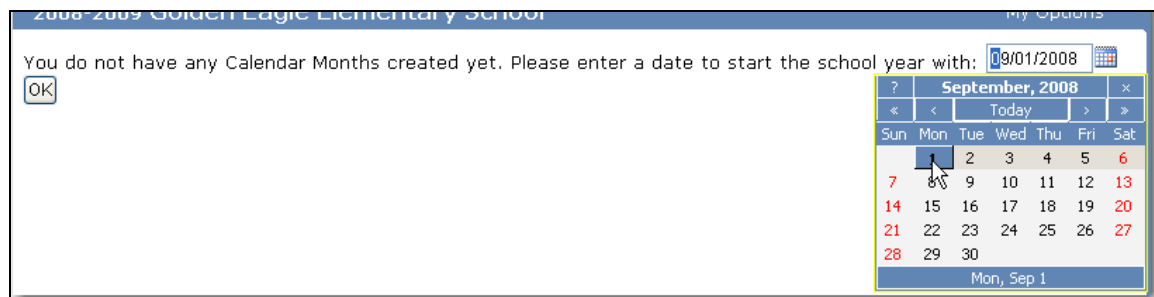 2008-2009 Golden Eagle Elementary School My Options
You do not have any Calendar Months created yet. Please enter a date to start the school year with: 09/01/2008
OK
? September, 2008 ×
« ‹ Today › »
Sun Mon Tue Wed Thu Fri Sat
1 2 3 4 5 6
7 8 9 10 11 12 13
14 15 16 17 18 19 20
21 22 23 24 25 26 27
28 29 30
Mon, Sep 1